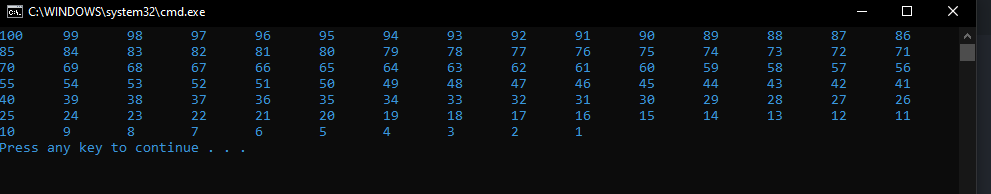 C:\WINDOWS\system32\cmd.exe
100 99 98 97 96 95 94 93 92 91 90 89 88 87 86
85 84 83 82 81 80 79 78 77 76 75 74 73 72 71
70 69 68 67 66 65 64 63 62 61 60 59 58 57 56
55 54 53 52 51 50 49 48 47 46 45 44 43 42 41
40 39 38 37 36 35 34 33 32 31 30 29 28 27 26
25 24 23 22 21 20 19 18 17 16 15 14 13 12 11
10 9 8 7 6 5 4 3 2 1
Press any key to continue . . .